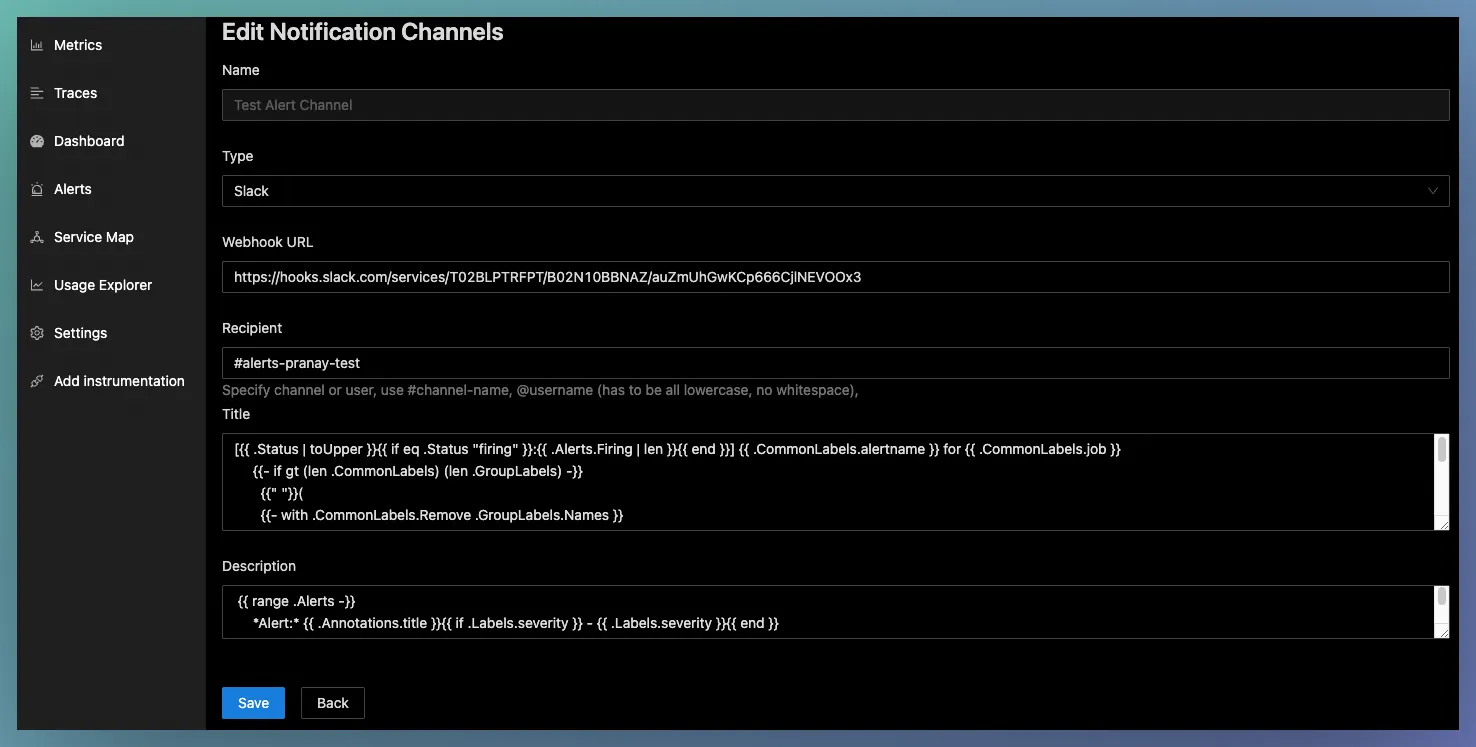 Metrics
Traces
Dashboard
Alerts
Service Map
Usage Explorer
Settings
Add instrumentation
Edit Notification Channels
Name
Test Alert Channel
Type
Slack
Webhook URL
https://hooks.slack.com/services/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
Recipient
#alerts-pranay-test
Specify channel or user, use #channel-name, @username (has to be all lowercase, no whitespace),
Title
[{{ .Status | toUpper }}{{ if eq .Status "firing" }}:{{ .Alerts.Firing | len }}{{ end }}] {{ .CommonLabels.alertname }} for {{ .CommonLabels.job }}
{{- if gt (len .CommonLabels) (len .GroupLabels) -}}
{{" "}}(
{{- with .CommonLabels.Remove .GroupLabels.Names }}
Description
{{ range .Alerts -}}
*Alert:* {{ .Annotations.title }}{{ if .Labels.severity }} - {{ .Labels.severity }}{{ end }}
Save
Back